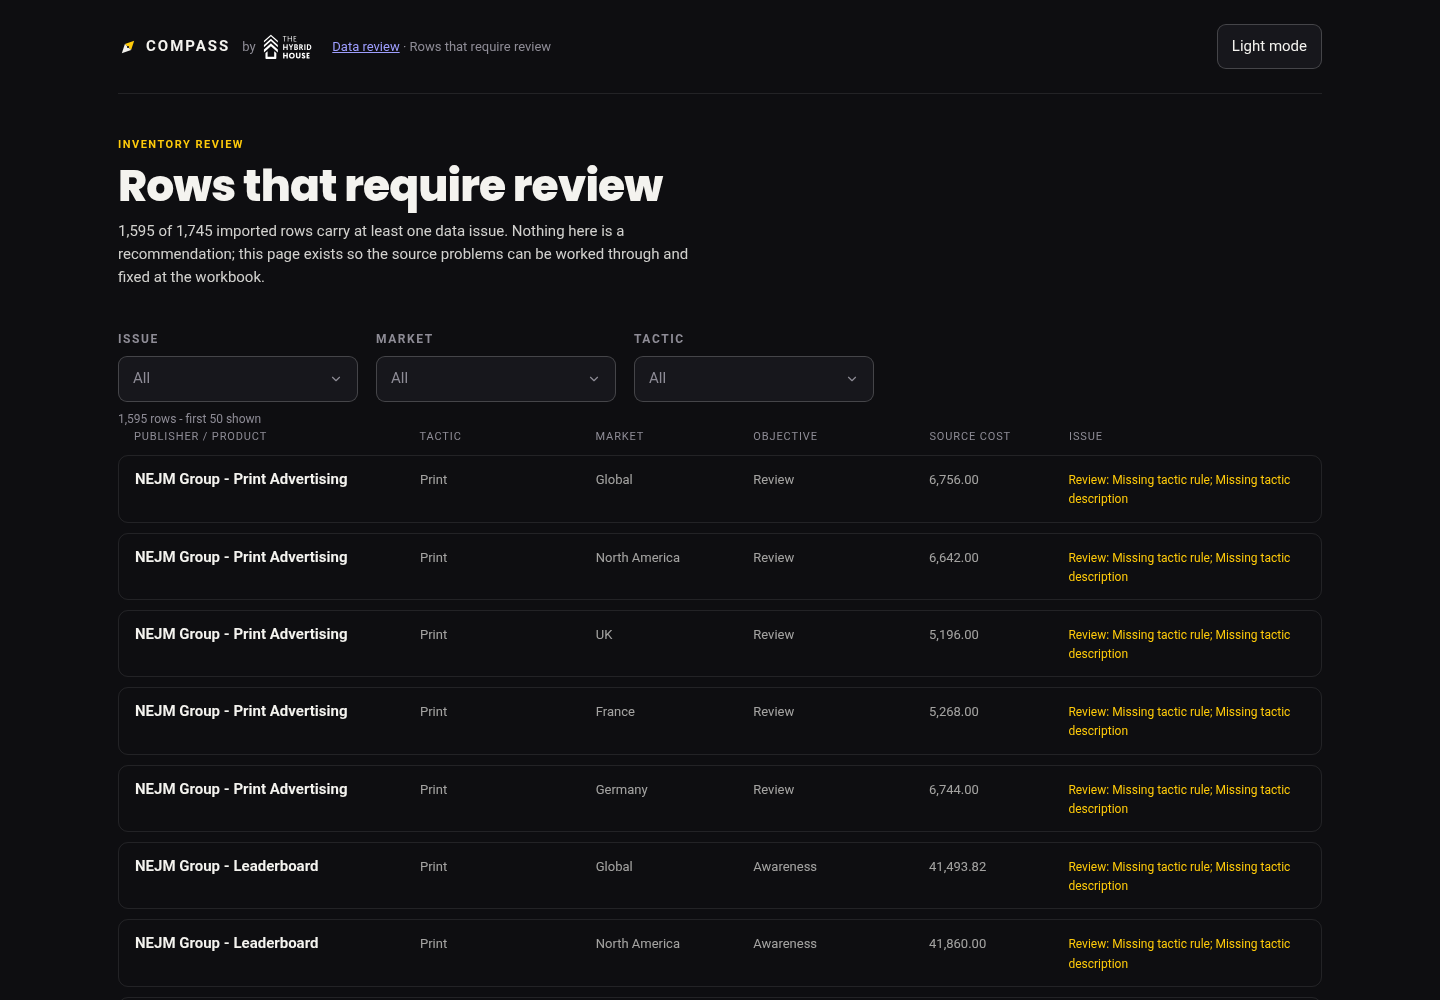 COMPASS by THE HYBRID HOUSE Data review · Rows that require review Light mode
INVENTORY REVIEW
Rows that require review
1,595 of 1,745 imported rows carry at least one data issue. Nothing here is a
recommendation; this page exists so the source problems can be worked through and
fixed at the workbook.
ISSUE MARKET TACTIC
All All All
1,595 rows - first 50 shown
PUBLISHER / PRODUCT TACTIC MARKET OBJECTIVE SOURCE COST ISSUE
NEJM Group - Print Advertising Print Global Review 6,756.00 Review: Missing tactic rule; Missing tactic
description
NEJM Group - Print Advertising Print North America Review 6,642.00 Review: Missing tactic rule; Missing tactic
description
NEJM Group - Print Advertising Print UK Review 5,196.00 Review: Missing tactic rule; Missing tactic
description
NEJM Group - Print Advertising Print France Review 5,268.00 Review: Missing tactic rule; Missing tactic
description
NEJM Group - Print Advertising Print Germany Review 6,744.00 Review: Missing tactic rule; Missing tactic
description
NEJM Group - Leaderboard Print Global Awareness 41,493.82 Review: Missing tactic rule; Missing tactic
description
NEJM Group - Leaderboard Print North America Awareness 41,860.00 Review: Missing tactic rule; Missing tactic
description